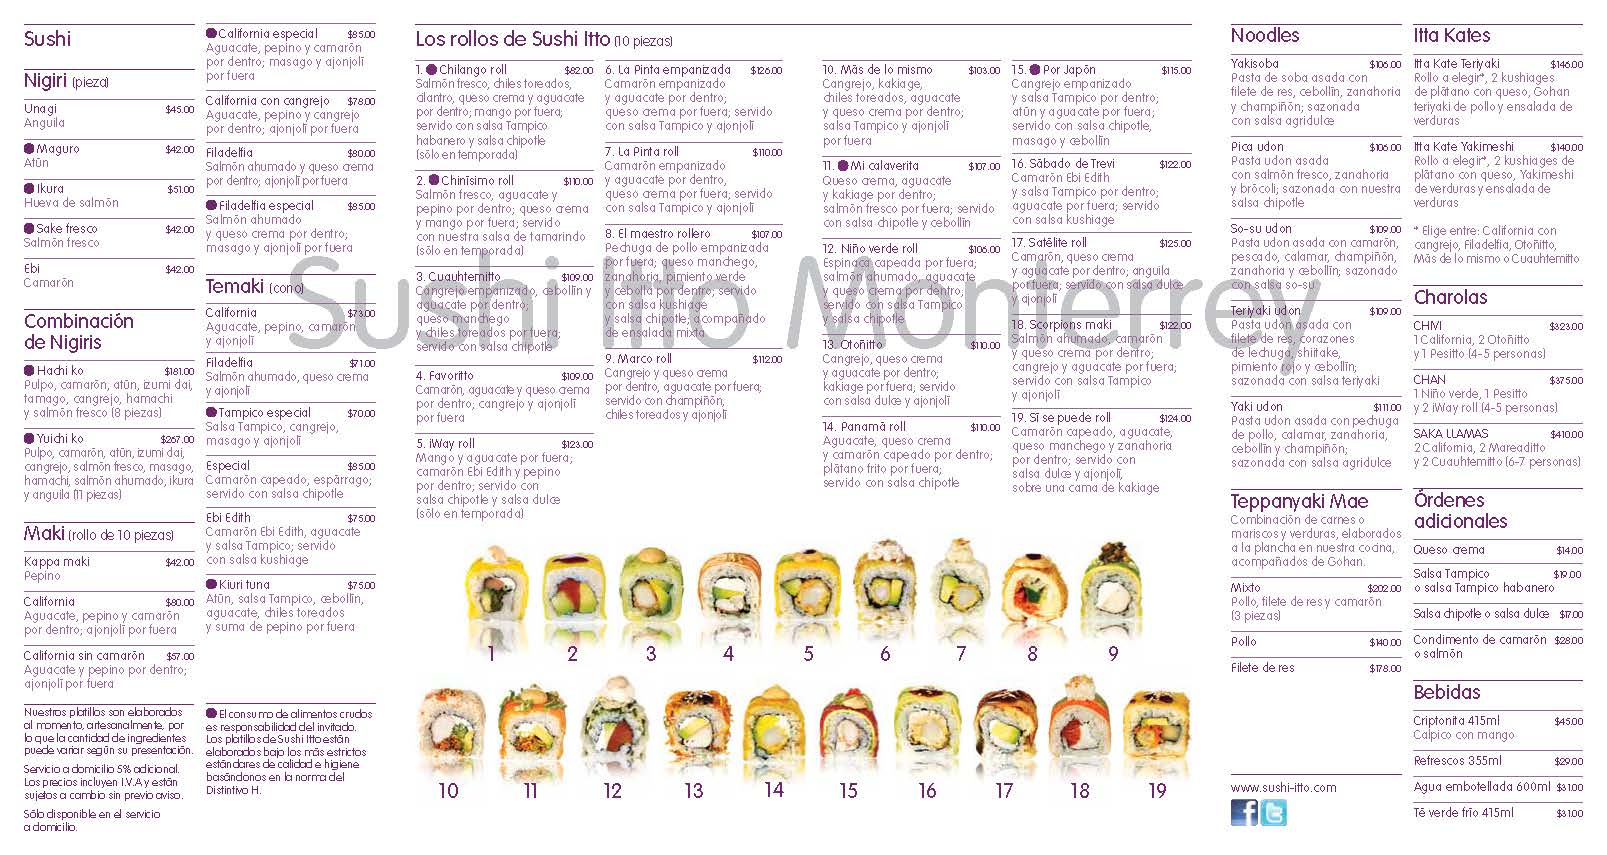 Sushi
Nigiri (pieza)
Unagi $45.00
Anguila
Maguro $42.00
Atún
Ikura $51.00
Hueva de salmón
Sake fresco $42.00
Salmón fresco
Ebi $42.00
Camarón
Combinación
de Nigiris
Hachi ko $181.00
Pulpo, camarón, atún, izumi dai,
tamago, cangrejo, hamachi
y salmón fresco (8 piezas)
Yuichi ko $267.00
Pulpo, camarón, atún, izumi dai,
cangrejo, salmón fresco, masago,
hamachi, salmón ahumado, ikura
y anguila (11 piezas)
Maki (rollo de 10 piezas)
Kappa maki $42.00
Pepino
California $80.00
Aguacate, pepino y camarón
por dentro; ajonjolí por fuera
California sin camarón $57.00
Aguacate y pepino por dentro;
ajonjolí por fuera
Nuestros platillos son elaborados
al momento, artesanalmente, por
lo que la cantidad de ingredientes
puede variar según su presentación.
Servicio a domicilio 5% adicional.
Los precios incluyen I.V.A y están
sujetos a cambio sin previo aviso.
Sólo disponible en el servicio
a domicilio.
California especial $85.00
Aguacate, pepino y camarón
por dentro; masago y ajonjolí
por fuera
California con cangrejo $78.00
Aguacate, pepino y cangrejo
por dentro; ajonjolí por fuera
Filadelfia $80.00
Salmón ahumado y queso crema
por dentro; ajonjolí por fuera
Filadelfia especial $85.00
Salmón ahumado
y queso crema por dentro;
masago y ajonjolí por fuera
Temaki (cono)
California $73.00
Aguacate, pepino, camarón
y ajonjolí
Filadelfia $71.00
Salmón ahumado, queso crema
y ajonjolí
Tampico especial $70.00
Salsa Tampico, cangrejo,
masago y ajonjolí
Especial $85.00
Camarón capeado, espárrago;
servido con salsa chipotle
Ebi Edith $75.00
Camarón Ebi Edith, aguacate
y salsa Tampico; servido
con salsa kushiage
Kiuri tuna $75.00
Atún, salsa Tampico, cebollín,
aguacate, chiles toreados
y suma de pepino por fuera
El consumo de alimentos crudos
es responsabilidad del invitado.
Los platillos de Sushi Itto están
elaborados bajo los más estrictos
estándares de calidad e higiene
basándonos en la norma del
Distintivo H.
Los rollos de Sushi Itto (10 piezas)
1. Chilango roll $82.00
Salmón fresco, chiles toreados,
cilantro, queso crema y aguacate
por dentro; mango por fuera;
servido con salsa Tampico
habanero y salsa chipotle
(sólo en temporada)
2. Chinísimo roll $110.00
Salmón fresco, aguacate y
pepino por dentro; queso crema
y mango por fuera; servido
con nuestra salsa de tamarindo
(sólo en temporada)
3. Cuauhtemitto $109.00
Cangrejo empanizado, cebollín y
aguacate por dentro;
queso manchego
y chiles toreados por fuera;
servido con salsa chipotle
4. Favoritto $109.00
Camarón, aguacate y queso crema
por dentro; cangrejo y ajonjolí
por fuera
5. iWay roll $123.00
Mango y aguacate por fuera;
camarón Ebi Edith y pepino
por dentro; servido con
salsa chipotle y salsa dulce
(sólo en temporada)
6. La Pinta empanizada $126.00
Camarón empanizado
y aguacate por dentro;
queso crema por fuera; servido
con salsa Tampico y ajonjolí
7. La Pinta roll $110.00
Camarón empanizado
y aguacate por dentro,
queso crema por fuera; servido
con salsa Tampico y ajonjolí
8. El maestro rollero $107.00
Pechuga de pollo empanizada
por fuera; queso manchego,
zanahoria, pimiento verde
y cebolla por dentro; servido
con salsa kushiage
y salsa chipotle; acompañado
de ensalada mixta
9. Marco roll $112.00
Cangrejo y queso crema
por dentro, aguacate por fuera;
servido con champiñón,
chiles toreados y ajonjolí
10. Más de lo mismo $103.00
Cangrejo, kakiage,
chiles toreados, aguacate
y queso crema por dentro;
salsa Tampico y ajonjolí
por fuera
11. Mi calaverita $107.00
Queso crema, aguacate
y kakiage por dentro;
salmón fresco por fuera; servido
con salsa chipotle y cebollín
12. Niño verde roll $106.00
Espinaca capeada por fuera;
salmón ahumado, aguacate
y queso crema por dentro;
servido con salsa Tampico
y salsa chipotle
13. Otoñitto $110.00
Cangrejo, queso crema
y aguacate por dentro;
kakiage por fuera; servido
con salsa dulce y ajonjolí
14. Panamá roll $110.00
Aguacate, queso crema
y camarón capeado por dentro;
plátano frito por fuera;
servido con salsa chipotle
15. Por Japón $115.00
Cangrejo empanizado
y salsa Tampico por dentro;
atún y aguacate por fuera;
servido con salsa chipotle,
masago y cebollín
16. Sábado de Trevi $122.00
Camarón Ebi Edith
y salsa Tampico por dentro;
aguacate por fuera; servido
con salsa kushiage
17. Satélite roll $125.00
Camarón, queso crema
y aguacate por dentro; anguila
por fuera; servido con salsa dulce
y ajonjolí
18. Scorpions maki $122.00
Salmón ahumado, camarón
y queso crema por dentro;
cangrejo y aguacate por fuera;
servido con salsa Tampico
y ajonjolí
19. Sí se puede roll $124.00
Camarón capeado, aguacate,
queso manchego y zanahoria
por dentro; servido con
salsa dulce y ajonjolí,
sobre una cama de kakiage
Sushi Itto Monterrey
1 2 3 4 5 6 7 8 9
10 11 12 13 14 15 16 17 18 19
Noodles
Yakisoba $106.00
Pasta de soba asada con
filete de res, cebollín, zanahoria
y champiñón; sazonada
con salsa agridulce
Pica udon $106.00
Pasta udon asada
con salmón fresco, zanahoria
y brócoli; sazonada con nuestra
salsa chipotle
So-su udon $109.00
Pasta udon asada con camarón,
pescado, calamar, champiñón,
zanahoria y cebollín; sazonado
con salsa so-su
Teriyaki udon $109.00
Pasta udon asada con
filete de res, corazones
de lechuga, shiitake,
pimiento rojo y cebollín;
sazonada con salsa teriyaki
Yaki udon $111.00
Pasta udon asada con pechuga
de pollo, calamar, zanahoria,
cebollín y champiñón;
sazonada con salsa agridulce
Teppanyaki Mae
Combinación de carnes o
mariscos y verduras, elaborados
a la plancha en nuestra cocina,
acompañados de Gohan.
Mixto $202.00
Pollo, filete de res y camarón
(3 piezas)
Pollo $140.00
Filete de res $178.00
www.sushi-itto.com
f t
Itta Kates
Itta Kate Teriyaki $146.00
Rollo a elegir*, 2 kushiages
de plátano con queso, Gohan
teriyaki de pollo y ensalada de
verduras
Itta Kate Yakimeshi $140.00
Rollo a elegir*, 2 kushiages de
plátano con queso, Yakimeshi
de verduras y ensalada de
verduras
* Elige entre: California con
cangrejo, Filadelfia, Otoñitto,
Más de lo mismo o Cuauhtemitto
Charolas
CHIVI $323.00
1 California, 2 Otoñitto
y 1 Pesitto (4-5 personas)
CHAN $375.00
1 Niño verde, 1 Pesitto
y 2 iWay roll (4-5 personas)
SAKA LLAMAS $410.00
2 California, 2 Mareaditto
y 2 Cuauhtemitto (6-7 personas)
Órdenes
adicionales
Queso crema $14.00
Salsa Tampico $19.00
o salsa Tampico habanero
Salsa chipotle o salsa dulce $17.00
Condimento de camarón $28.00
o salmón
Bebidas
Criptonita 415ml $45.00
Calpico con mango
Refrescos 355ml $29.00
Agua embotellada 600ml $31.00
Té verde frío 415ml $31.00